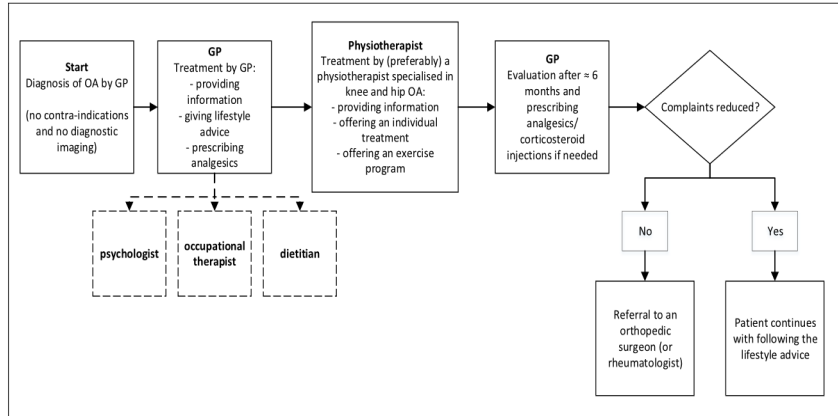 Start
Diagnosis of OA by GP
(no contra-indications
and no diagnostic
imaging)
GP
Treatment by GP:
- providing
information
- giving lifestyle
advice
- prescribing
analgesics
Physiotherapist
Treatment by (preferably) a
physiotherapist specialised in
knee and hip OA:
- providing information
- offering an individual
treatment
- offering an exercise
program
GP
Evaluation after ≈ 6
months and
prescribing
analgesics/
corticosteroid
injections if needed
Complaints reduced?
psychologist
occupational
therapist
dietitian
No
Yes
Referral to an
orthopedic
surgeon (or
rheumatologist)
Patient continues
with following the
lifestyle advice